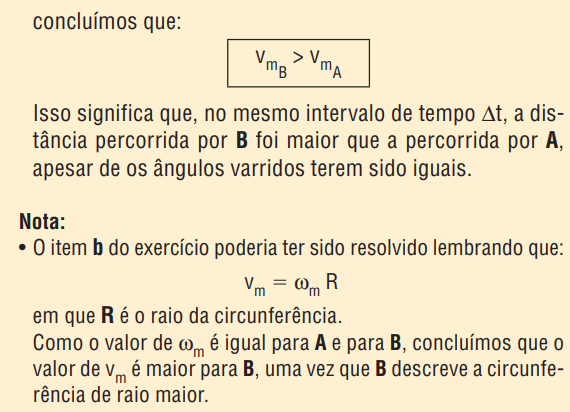 concluímos que:
v_{m_B} > v_{m_A}
Isso significa que, no mesmo intervalo de tempo Δt, a dis-
tância percorrida por B foi maior que a percorrida por A,
apesar de os ângulos varridos terem sido iguais.
Nota:
• O item b do exercício poderia ter sido resolvido lembrando que:
v_m = ω_m R
em que R é o raio da circunferência.
Como o valor de ω_m é igual para A e para B, concluímos que o
valor de v_m é maior para B, uma vez que B descreve a circunfe-
rência de raio maior.